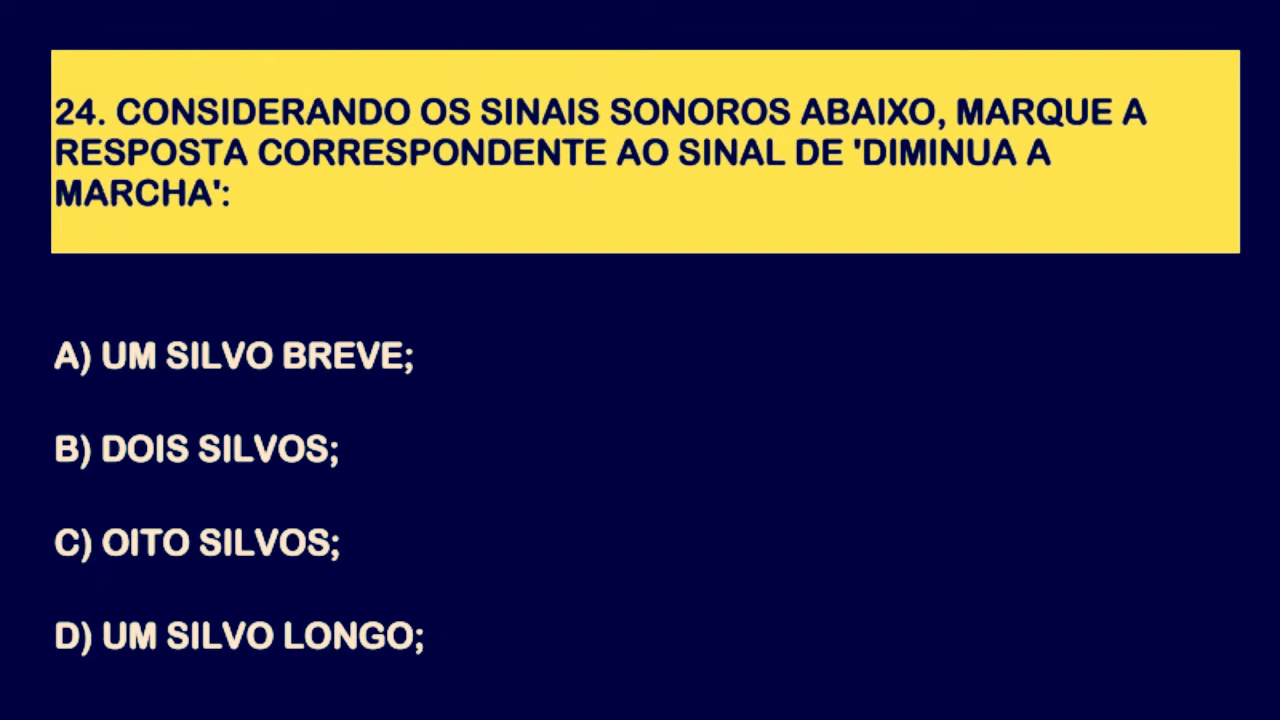 24. CONSIDERANDO OS SINAIS SONOROS ABAIXO, MARQUE A
RESPOSTA CORRESPONDENTE AO SINAL DE 'DIMINUA A
MARCHA':
A) UM SILVO BREVE;
B) DOIS SILVOS;
C) OITO SILVOS;
D) UM SILVO LONGO;